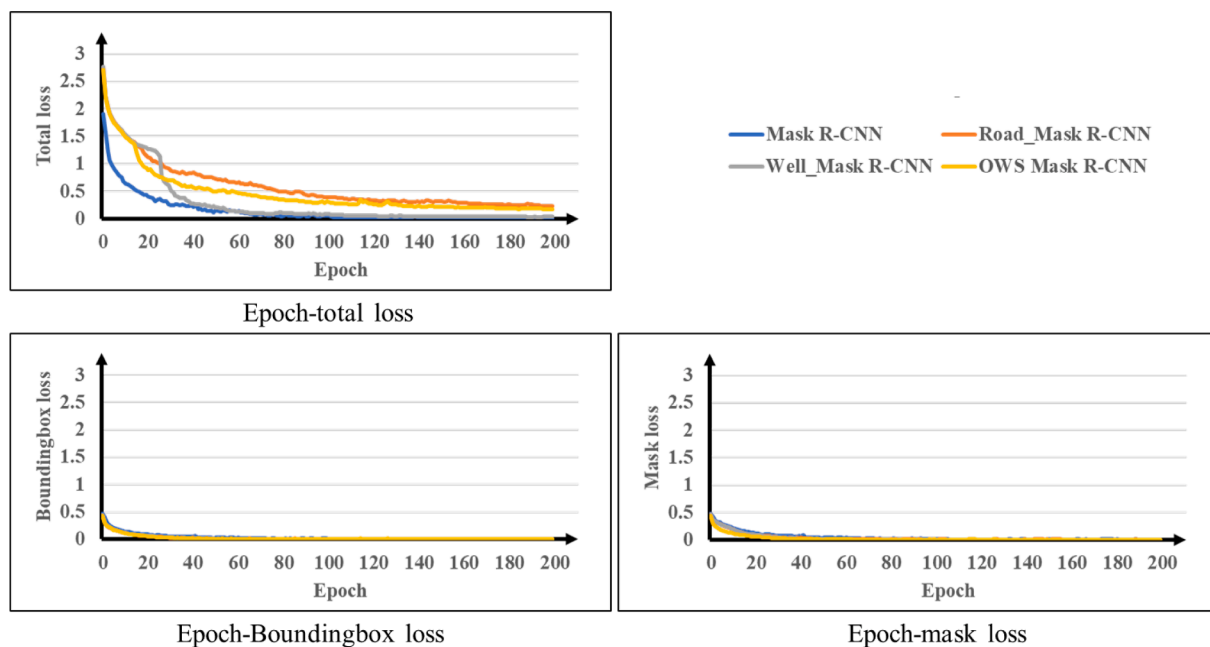 3
2.5
2
1.5
1
0.5
0
Total loss
0 20 40 60 80 100 120 140 160 180 200
Epoch
Epoch-total loss
Mask R-CNN Road_Mask R-CNN
Well_Mask R-CNN OWS Mask R-CNN
3
2.5
2
1.5
1
0.5
0
Boundingbox loss
0 20 40 60 80 100 120 140 160 180 200
Epoch
Epoch-Boundingbox loss
3
2.5
2
1.5
1
0.5
0
Mask loss
0 20 40 60 80 100 120 140 160 180 200
Epoch
Epoch-mask loss